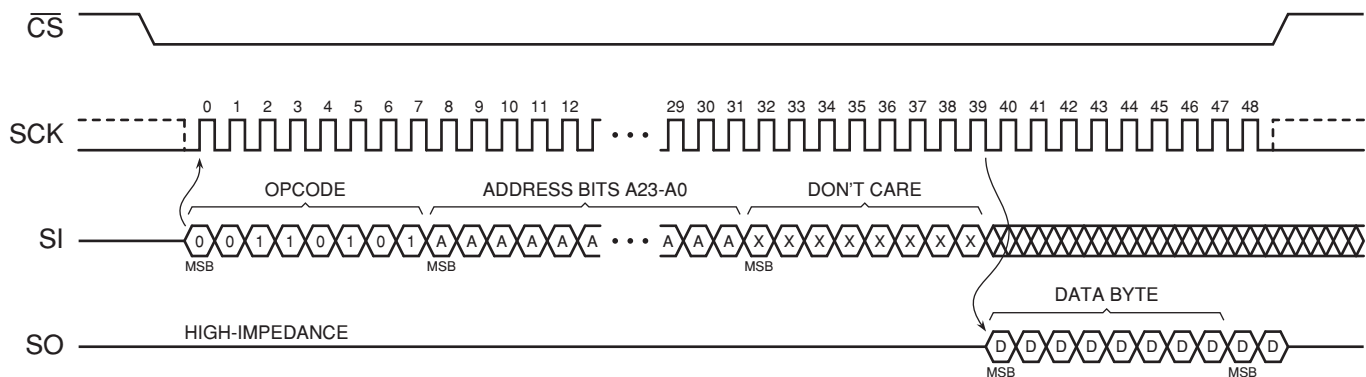 CS
0 1 2 3 4 5 6 7 8 9 10 11 12 29 30 31 32 33 34 35 36 37 38 39 40 41 42 43 44 45 46 47 48
SCK • • •
OPCODE ADDRESS BITS A23-A0 DON'T CARE
SI 0 0 1 1 0 1 0 1 A A A A A A • • • A A A X X X X X X X X
MSB MSB MSB
DATA BYTE
HIGH-IMPEDANCE
SO D D D D D D D D D D
MSB MSB